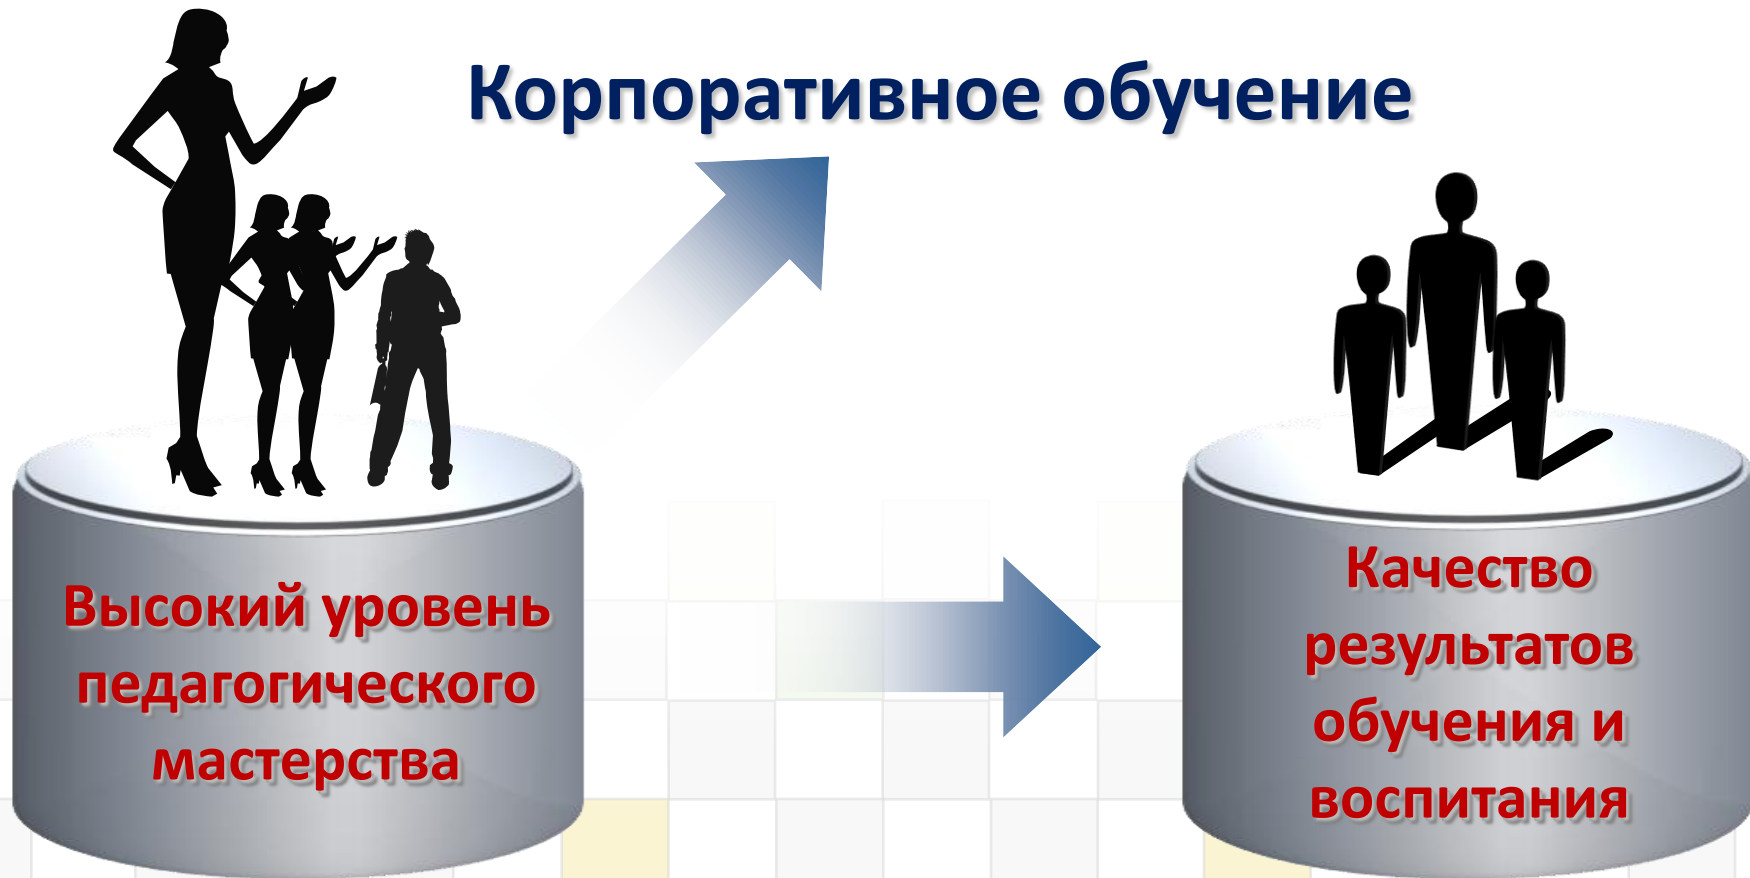 Корпоративное обучение
Высокий уровень
педагогического
мастерства
Качество
результатов
обучения и
воспитания